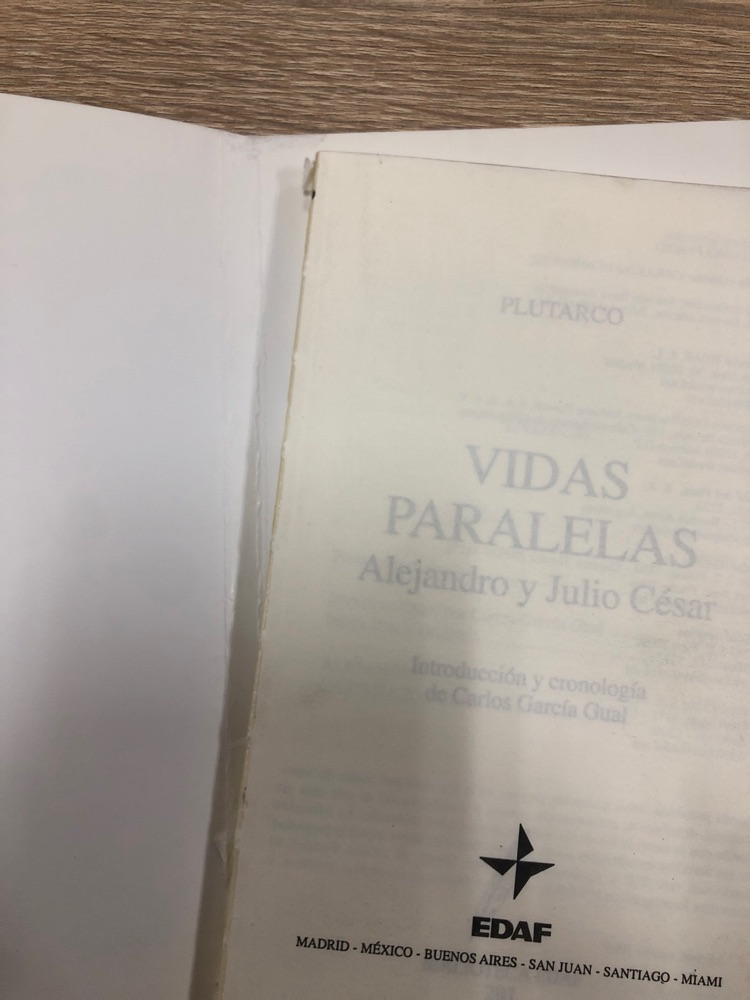 PLUTARCO
VIDAS
PARALELAS
Alejandro y Julio César
Introducción y cronología
de Carlos García Gual
EDAF
MADRID - MÉXICO - BUENOS AIRES - SAN JUAN - SANTIAGO - MIAMI